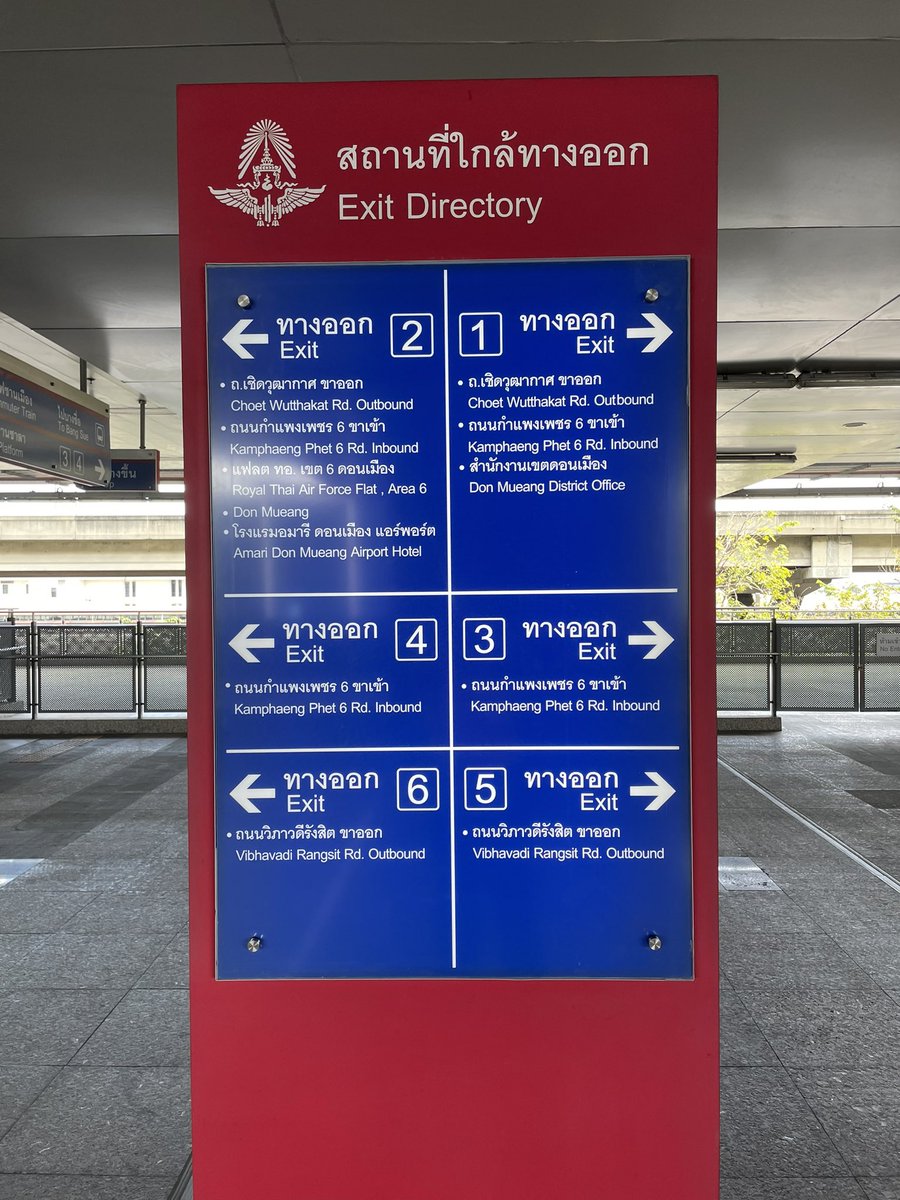 สถานที่ใกล้ทางออก
Exit Directory
ทางออก 2
Exit
• ถ.เชิดวุฒากาศ ขาออก
Choet Wutthakat Rd. Outbound
• ถนนกำแพงเพชร 6 ขาเข้า
Kamphaeng Phet 6 Rd. Inbound
• แฟลต ทอ. เขต 6 ดอนเมือง
Royal Thai Air Force Flat , Area 6
• Don Mueang
• โรงแรมอมารี ดอนเมือง แอร์พอร์ต
Amari Don Mueang Airport Hotel
1 ทางออก
Exit
• ถ.เชิดวุฒากาศ ขาออก
Choet Wutthakat Rd. Outbound
• ถนนกำแพงเพชร 6 ขาเข้า
Kamphaeng Phet 6 Rd. Inbound
• สำนักงานเขตดอนเมือง
Don Mueang District Office
ทางออก 4
Exit
• ถนนกำแพงเพชร 6 ขาเข้า
Kamphaeng Phet 6 Rd. Inbound
3 ทางออก
Exit
• ถนนกำแพงเพชร 6 ขาเข้า
Kamphaeng Phet 6 Rd. Inbound
ทางออก 6
Exit
• ถนนวิภาวดีรังสิต ขาออก
Vibhavadi Rangsit Rd. Outbound
5 ทางออก
Exit
• ถนนวิภาวดีรังสิต ขาออก
Vibhavadi Rangsit Rd. Outbound
ไปบางซื่อ
Train
To Bang Sue
Platform
3 4